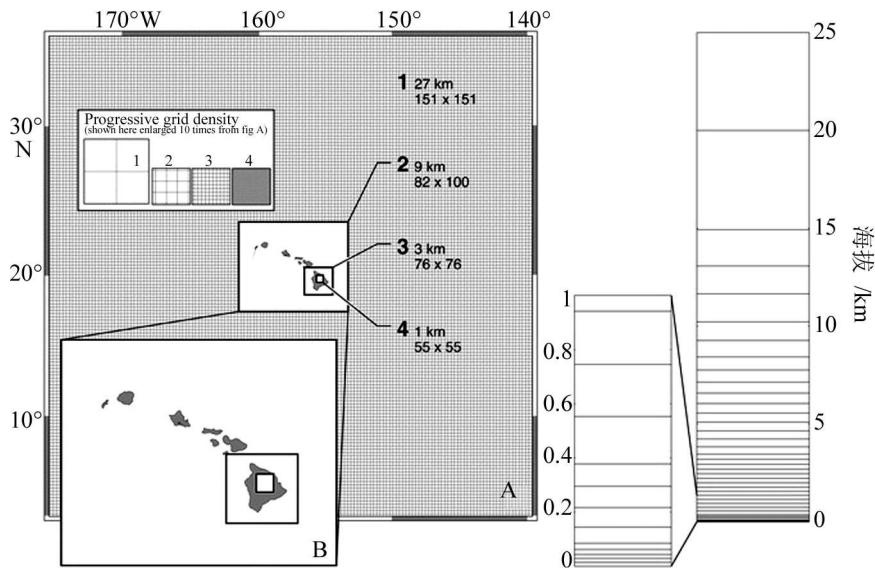 170°W 160° 150° 140°
30°
N
20°
10°
Progressive grid density
(shown here enlarged 10 times from fig A)
1 2 3 4
1 27 km
151 x 151
2 9 km
82 x 100
3 3 km
76 x 76
4 1 km
55 x 55
A
B
1
0.8
0.6
0.4
0.2
0
25
20
15
10
5
0
海拔 /km